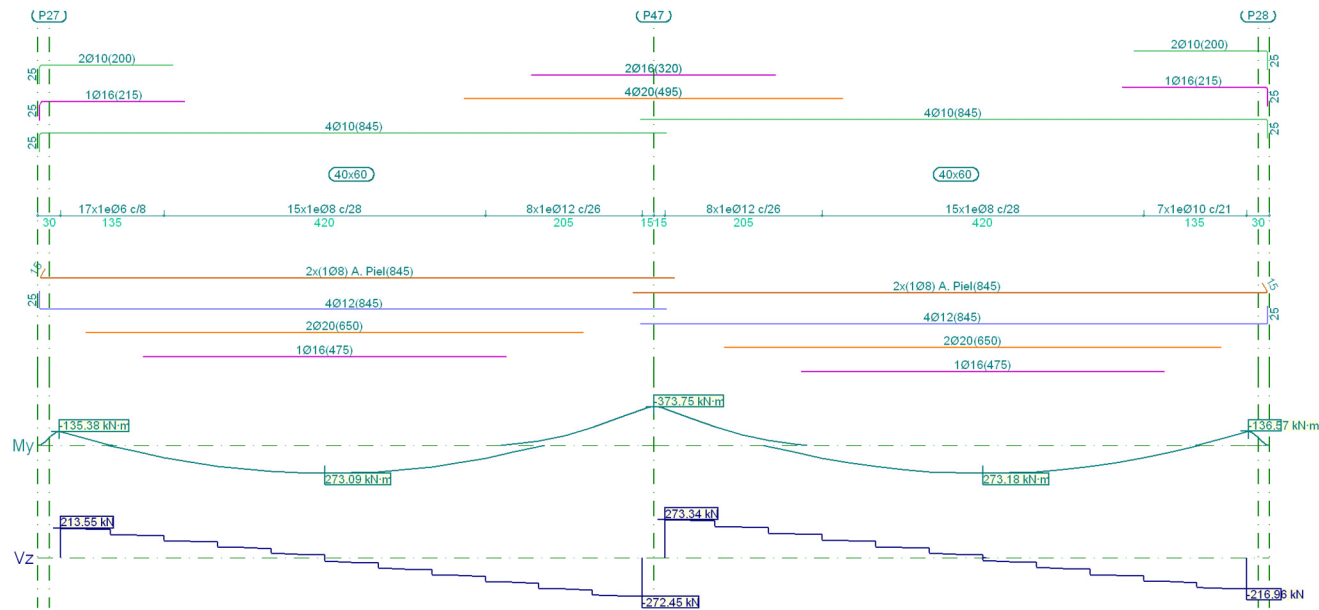 P27
P47
P28
2Ø10(200)
2Ø10(200)
2Ø16(320)
25
25
1Ø16(215)
4Ø20(495)
1Ø16(215)
25
25
4Ø10(845)
4Ø10(845)
25
25
40x60
40x60
17x1eØ6 c/8
15x1eØ8 c/28
8x1eØ12 c/26
8x1eØ12 c/26
15x1eØ8 c/28
7x1eØ10 c/21
30
135
420
205
1515
205
420
135
30
15
2x(1Ø8) A. Piel(845)
2x(1Ø8) A. Piel(845)
15
25
4Ø12(845)
4Ø12(845)
25
2Ø20(650)
2Ø20(650)
1Ø16(475)
1Ø16(475)
-373.75 kN·m
-135.38 kN·m
-136.57 kN·m
My
273.09 kN·m
273.18 kN·m
213.55 kN
273.34 kN
Vz
-272.45 kN
-216.96 kN